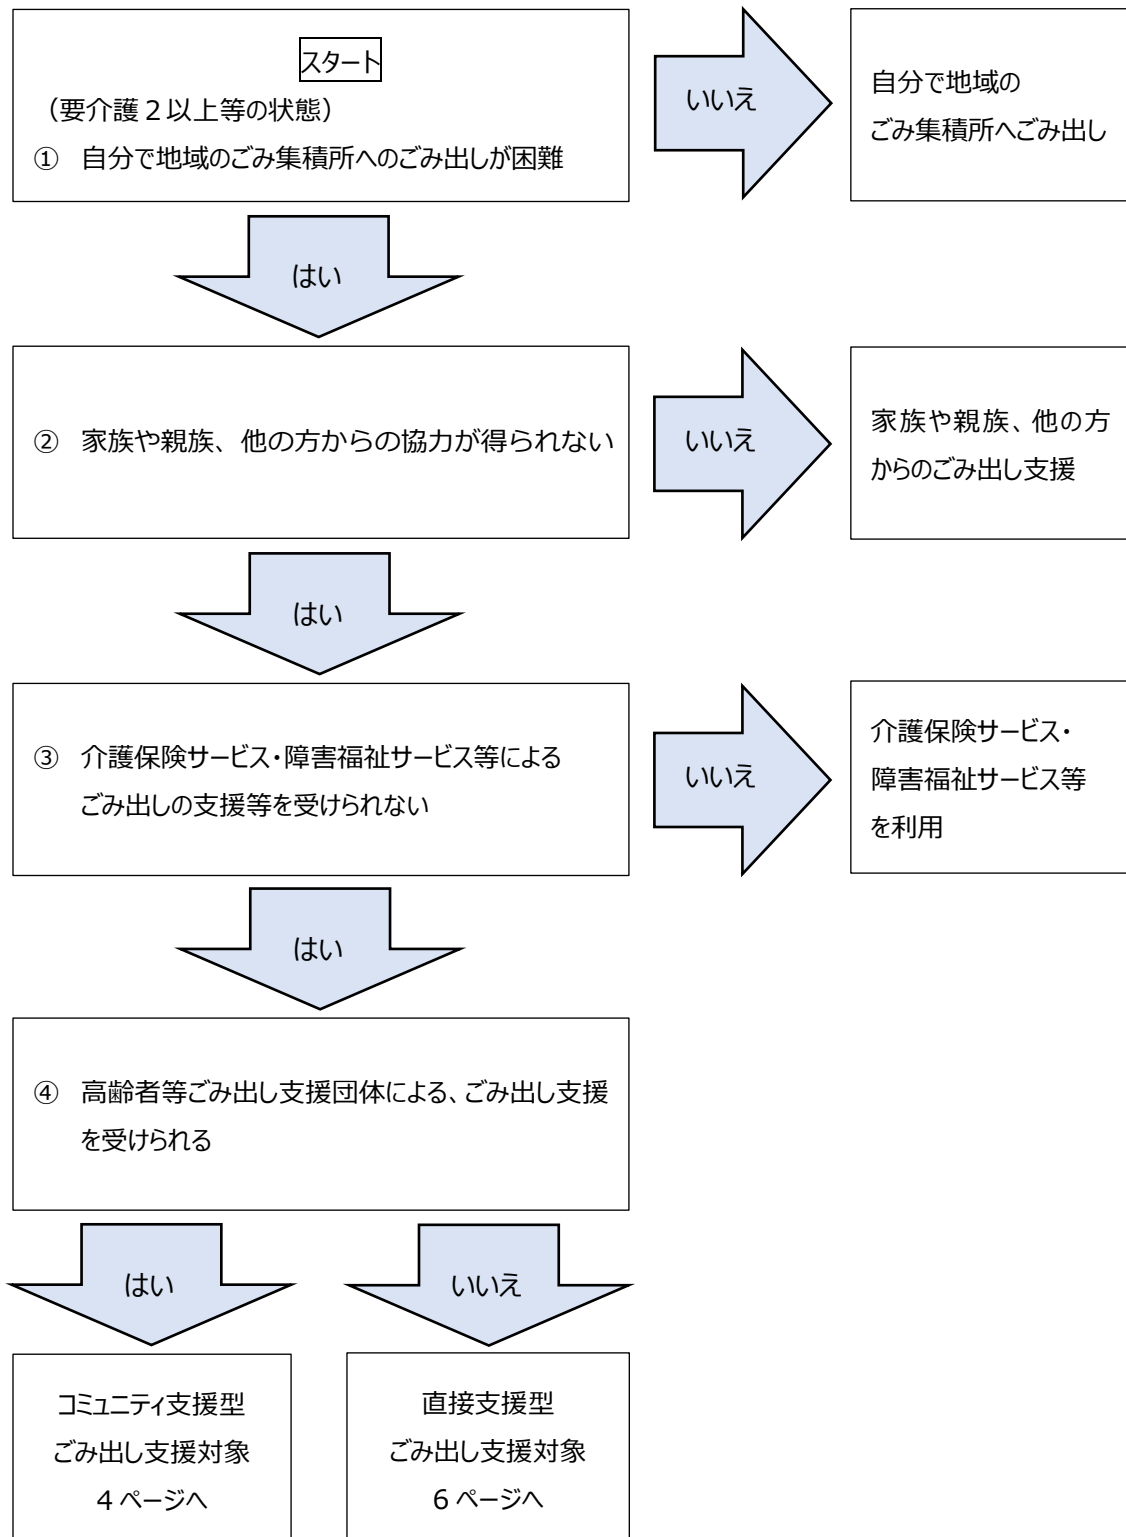 スタート
（要介護２以上等の状態）
① 自分で地域のごみ集積所へのごみ出しが困難
いいえ
自分で地域の
ごみ集積所へごみ出し
はい
② 家族や親族、他の方からの協力が得られない
いいえ
家族や親族、他の方
からのごみ出し支援
はい
③ 介護保険サービス・障害福祉サービス等による
ごみ出しの支援等を受けられない
いいえ
介護保険サービス・
障害福祉サービス等
を利用
はい
④ 高齢者等ごみ出し支援団体による、ごみ出し支援
を受けられる
はい
いいえ
コミュニティ支援型
ごみ出し支援対象
４ページへ
直接支援型
ごみ出し支援対象
６ページへ